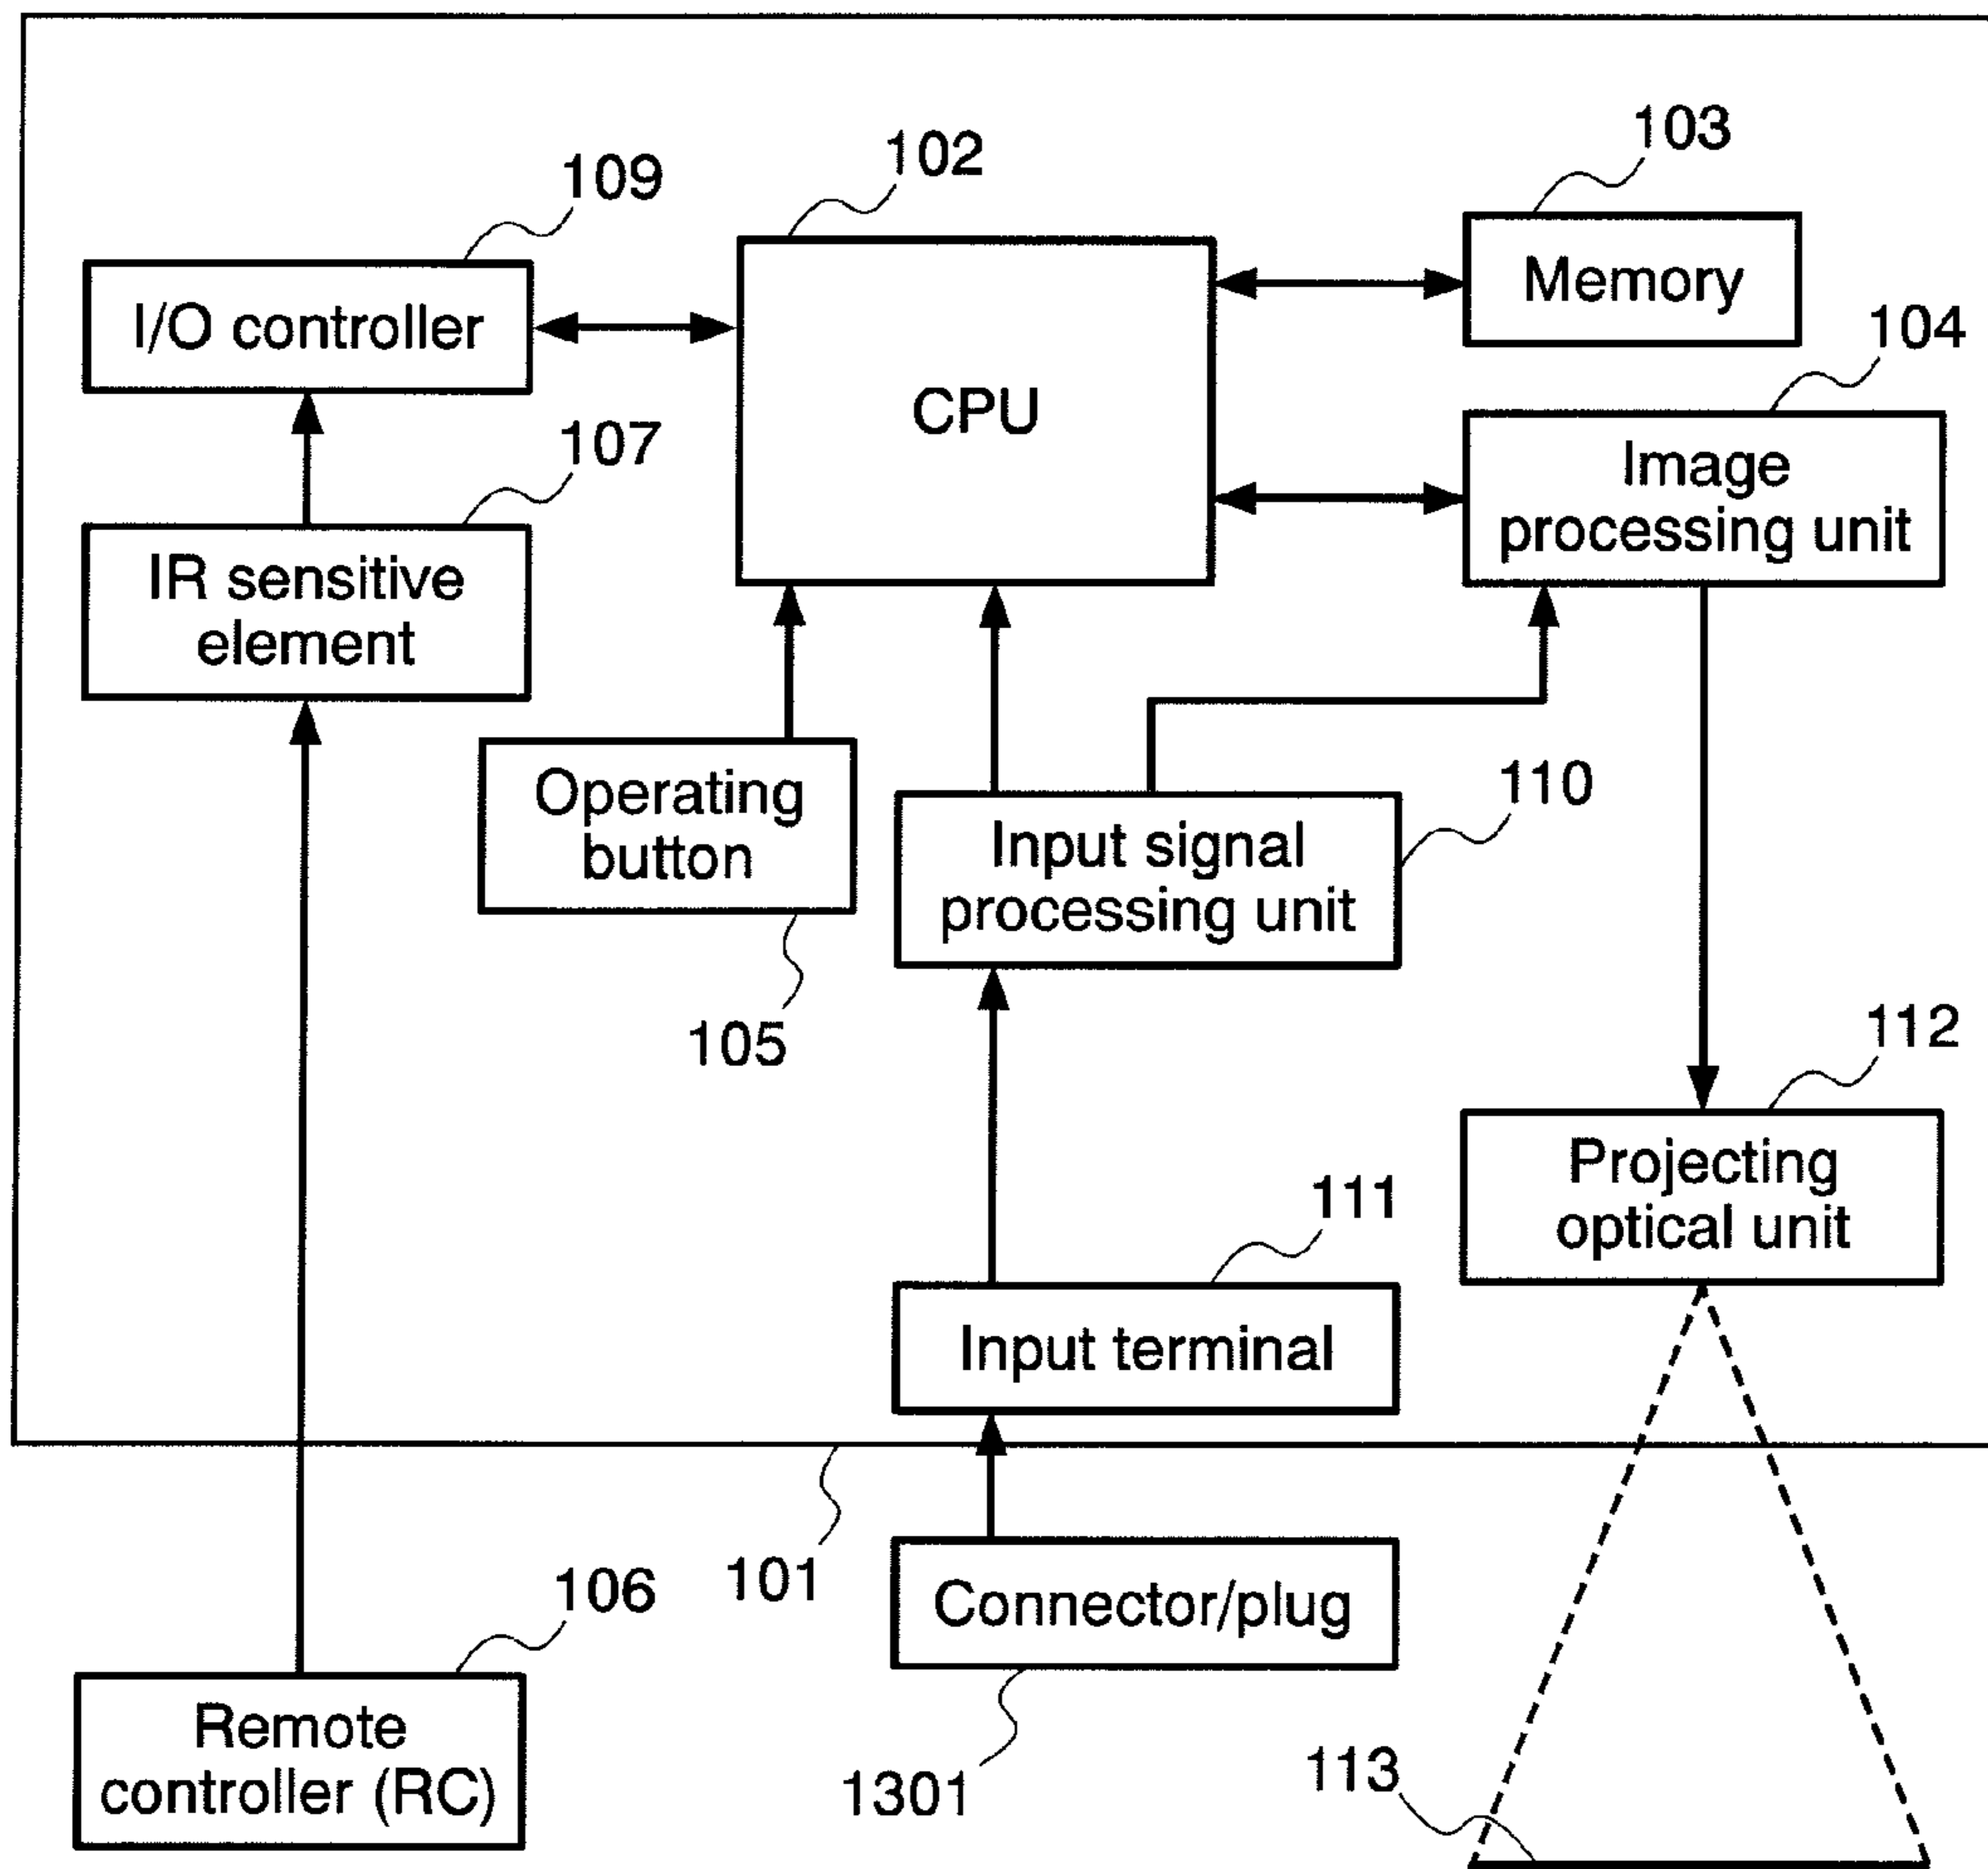 103
102
109
Memory
I/O controller
104
CPU
107
Image
processing unit
IR sensitive
element
Operating
button
110
Input signal
processing unit
105
112
Projecting
optical unit
111
Input terminal
101
106
Connector/plug
Remote
controller (RC)
1301
113